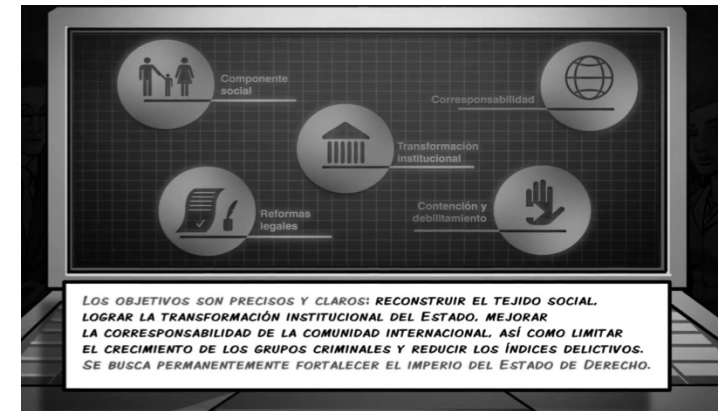 Componente
social
Corresponsabilidad
Transformación
institucional
Reformas
legales
Contención y
debilitamiento
LOS OBJETIVOS SON PRECISOS Y CLAROS: RECONSTRUIR EL TEJIDO SOCIAL,
LOGRAR LA TRANSFORMACIÓN INSTITUCIONAL DEL ESTADO, MEJORAR
LA CORRESPONSABILIDAD DE LA COMUNIDAD INTERNACIONAL, ASÍ COMO LIMITAR
EL CRECIMIENTO DE LOS GRUPOS CRIMINALES Y REDUCIR LOS ÍNDICES DELICTIVOS.
SE BUSCA PERMANENTEMENTE FORTALECER EL IMPERIO DEL ESTADO DE DERECHO.